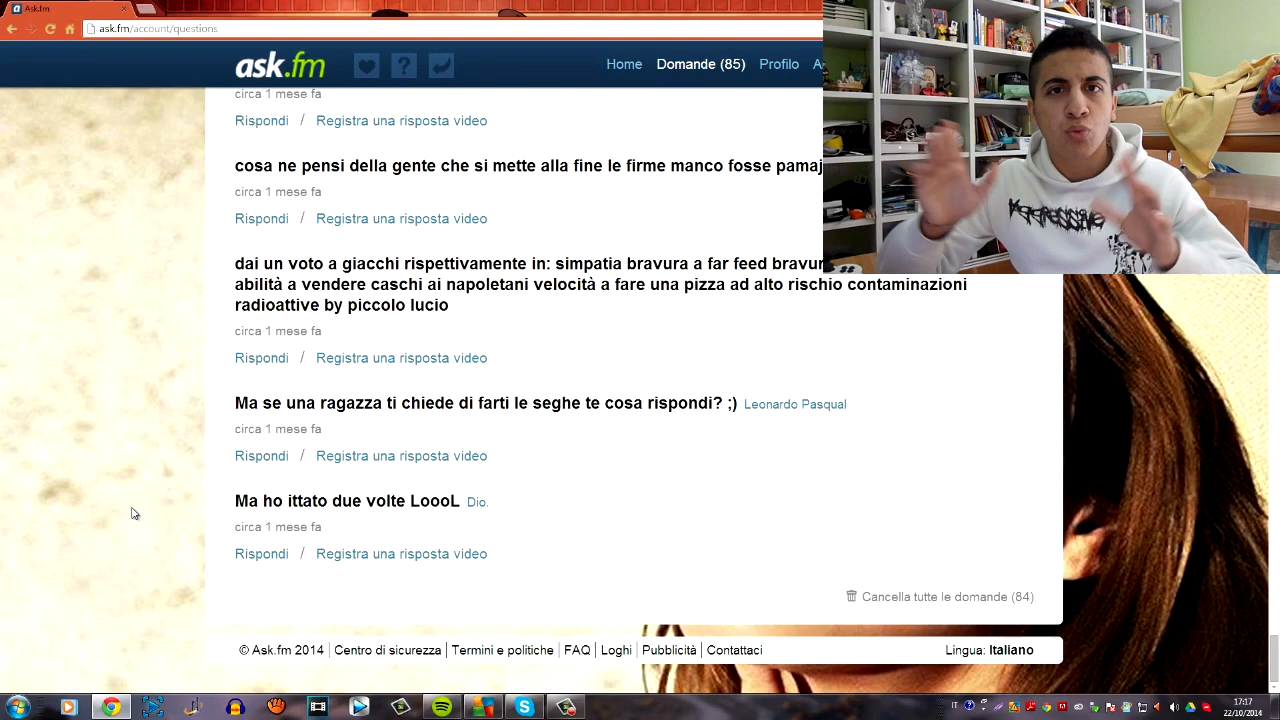 Ask.fm
ask.fm/account/questions
ask.fm
Home Domande (85) Profilo
circa 1 mese fa
Rispondi / Registra una risposta video
cosa ne pensi della gente che si mette alla fine le firme manco fosse pamaj
circa 1 mese fa
Rispondi / Registra una risposta video
dai un voto a giacchi rispettivamente in: simpatia bravura a far feed bravur
abilità a vendere caschi ai napoletani velocità a fare una pizza ad alto rischio contaminazioni
radioattive by piccolo lucio
circa 1 mese fa
Rispondi / Registra una risposta video
Ma se una ragazza ti chiede di farti le seghe te cosa rispondi? ;) Leonardo Pasqual
circa 1 mese fa
Rispondi / Registra una risposta video
Ma ho ittato due volte LoooL Dio.
circa 1 mese fa
Rispondi / Registra una risposta video
Cancella tutte le domande (84)
© Ask.fm 2014 | Centro di sicurezza | Termini e politiche | FAQ | Loghi | Pubblicità | Contattaci
Lingua: Italiano
IT
17:17
22/10/2014
Aggressive